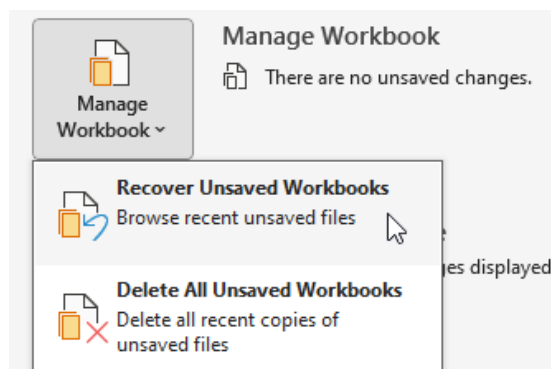 Manage Workbook
There are no unsaved changes.
Manage
Workbook
Recover Unsaved Workbooks
Browse recent unsaved files
Delete All Unsaved Workbooks
Delete all recent copies of
unsaved files
displayed